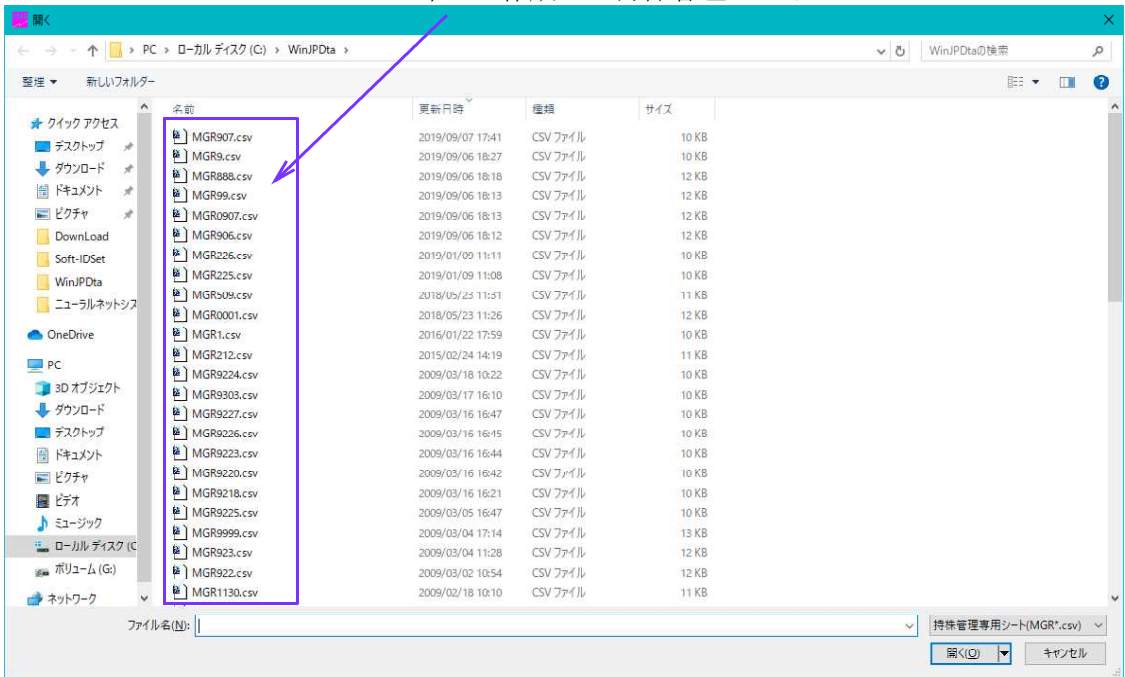 開く
PC › ローカル ディスク (C:) › WinJPDta ›
WinJPDtaの検索
整理 新しいフォルダー
名前 更新日時 種類 サイズ
クイック アクセス
デスクトップ
ダウンロード
ドキュメント
ピクチャ
DownLoad
Soft-IDSet
WinJPDta
ニューラルネットシス
OneDrive
PC
3D オブジェクト
ダウンロード
デスクトップ
ドキュメント
ピクチャ
ビデオ
ミュージック
ローカル ディスク (C
ボリューム (G:)
ネットワーク
MGR907.csv 2019/09/07 17:41 CSV ファイル 10 KB
MGR9.csv 2019/09/06 18:27 CSV ファイル 10 KB
MGR888.csv 2019/09/06 18:18 CSV ファイル 12 KB
MGR99.csv 2019/09/06 18:13 CSV ファイル 12 KB
MGR0907.csv 2019/09/06 18:13 CSV ファイル 12 KB
MGR906.csv 2019/09/06 18:12 CSV ファイル 12 KB
MGR226.csv 2019/01/09 11:11 CSV ファイル 10 KB
MGR225.csv 2019/01/09 11:08 CSV ファイル 10 KB
MGR509.csv 2018/05/23 11:31 CSV ファイル 11 KB
MGR0001.csv 2018/05/23 11:26 CSV ファイル 12 KB
MGR1.csv 2016/01/22 17:59 CSV ファイル 10 KB
MGR212.csv 2015/02/24 14:19 CSV ファイル 11 KB
MGR9224.csv 2009/03/18 10:22 CSV ファイル 10 KB
MGR9303.csv 2009/03/17 16:10 CSV ファイル 10 KB
MGR9227.csv 2009/03/16 16:47 CSV ファイル 10 KB
MGR9226.csv 2009/03/16 16:45 CSV ファイル 10 KB
MGR9223.csv 2009/03/16 16:44 CSV ファイル 10 KB
MGR9220.csv 2009/03/16 16:42 CSV ファイル 10 KB
MGR9218.csv 2009/03/16 16:21 CSV ファイル 10 KB
MGR9225.csv 2009/03/05 16:47 CSV ファイル 10 KB
MGR9999.csv 2009/03/04 17:14 CSV ファイル 13 KB
MGR923.csv 2009/03/04 11:28 CSV ファイル 12 KB
MGR922.csv 2009/03/02 10:54 CSV ファイル 12 KB
MGR1130.csv 2009/02/18 10:10 CSV ファイル 11 KB
ファイル名(N):
持株管理専用シート(MGR*.csv)
開く(O) キャンセル